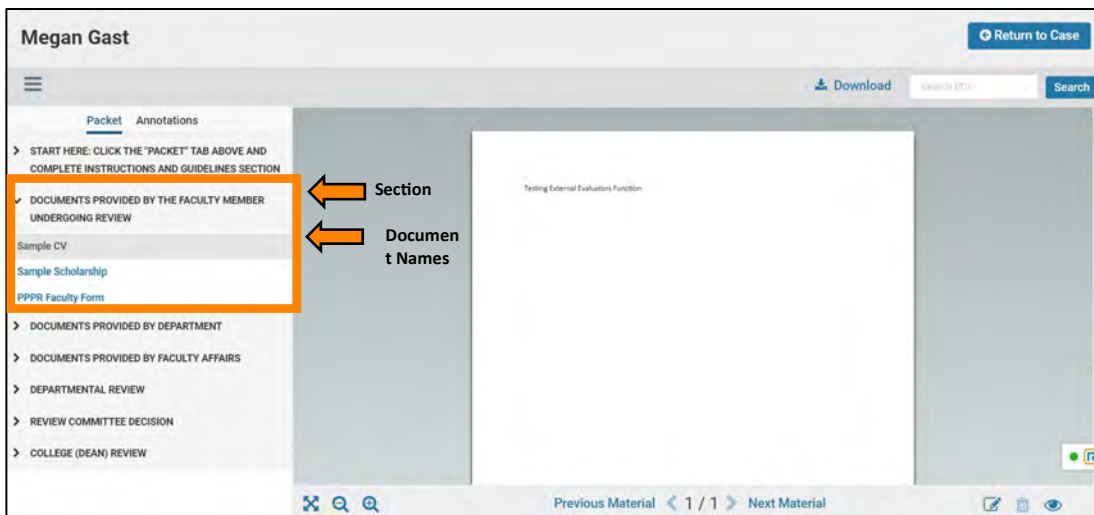 Megan Gast
Return to Case
Download
Search
Packet Annotations
START HERE: CLICK THE "PACKET" TAB ABOVE AND
COMPLETE INSTRUCTIONS AND GUIDELINES SECTION
DOCUMENTS PROVIDED BY THE FACULTY MEMBER
UNDERGOING REVIEW
Sample CV
Sample Scholarship
PPPR Faculty Form
DOCUMENTS PROVIDED BY DEPARTMENT
DOCUMENTS PROVIDED BY FACULTY AFFAIRS
DEPARTMENTAL REVIEW
REVIEW COMMITTEE DECISION
COLLEGE (DEAN) REVIEW
Section
Documen
t Names
Testing External Evaluators Function
Previous Material 1 / 1 Next Material